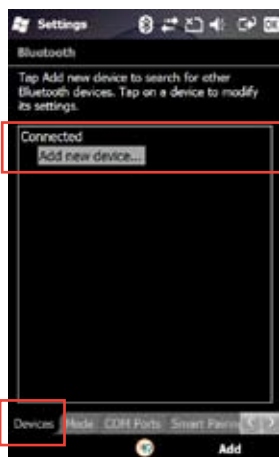 Settings
Bluetooth
Tap Add new device to search for other
Bluetooth devices. Tap on a device to modify
its settings.
Connected
Add new device...
Devices Mode COM Ports Smart
Add